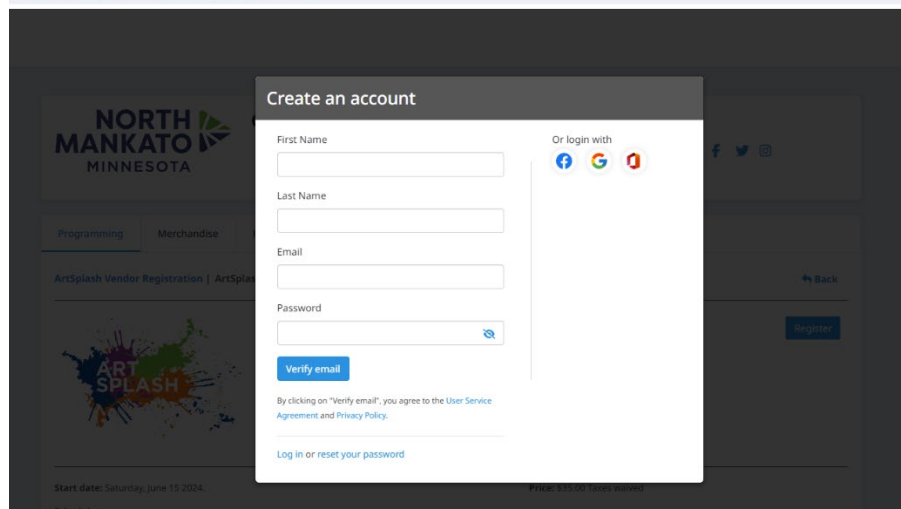 Create an account
NORTH
MANKATO
MINNESOTA
First Name
Or login with
Last Name
Programming
Merchandise
Email
ArtSplash Vendor Registration | ArtSplas
Back
Password
Register
ART
SPLASH
Verify email
By clicking on "Verify email", you agree to the User Service
Agreement and Privacy Policy.
Log in or reset your password
Start date: Saturday, June 15 2024.
Price: $35.00 Taxes waived